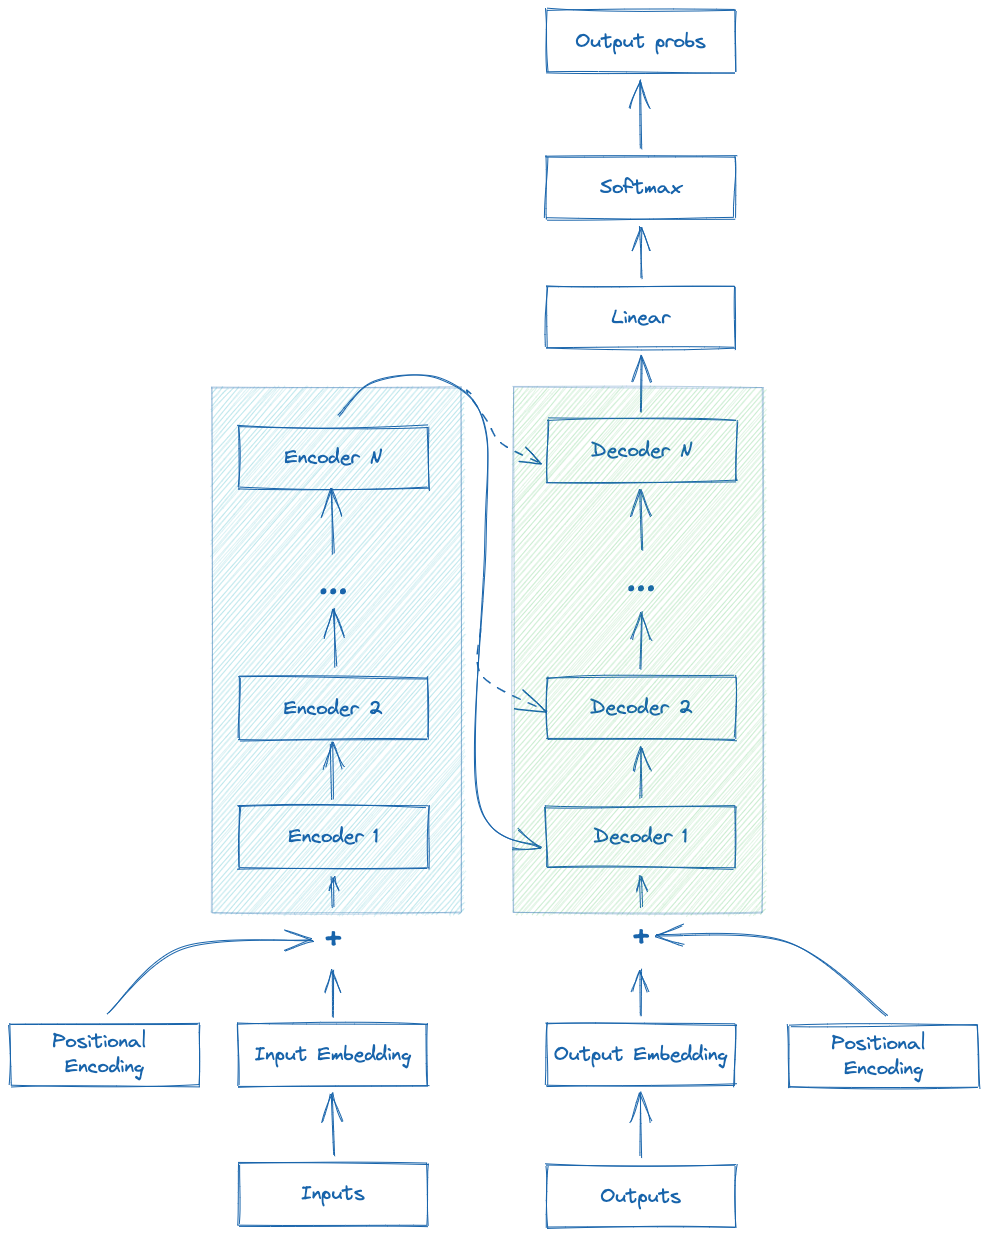 Output probs
Softmax
Linear
Encoder N
Decoder N
...
...
Encoder 2
Decoder 2
Encoder 1
Decoder 1
+
+
Positional
Encoding
Input Embedding
Output Embedding
Positional
Encoding
Inputs
Outputs